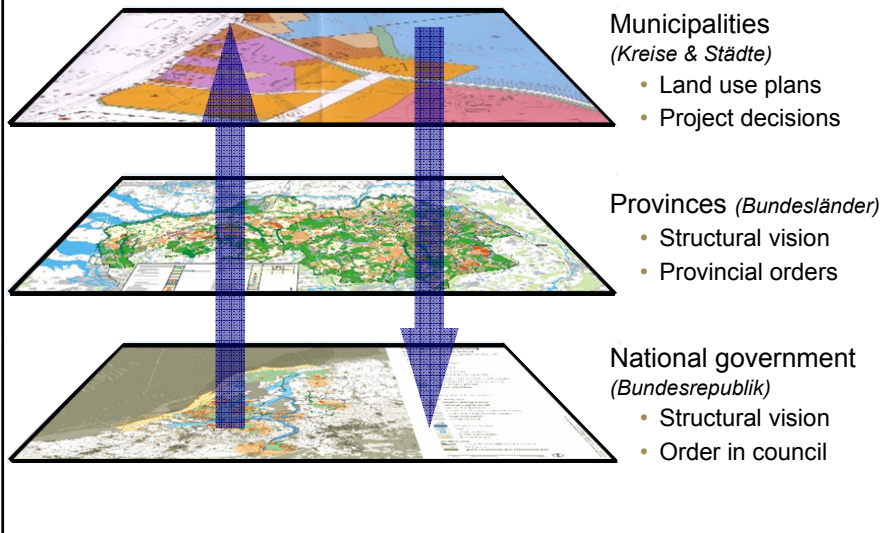 Municipalities
(Kreise & Städte)
• Land use plans
• Project decisions
Provinces (Bundesländer)
• Structural vision
• Provincial orders
National government
(Bundesrepublik)
• Structural vision
• Order in council